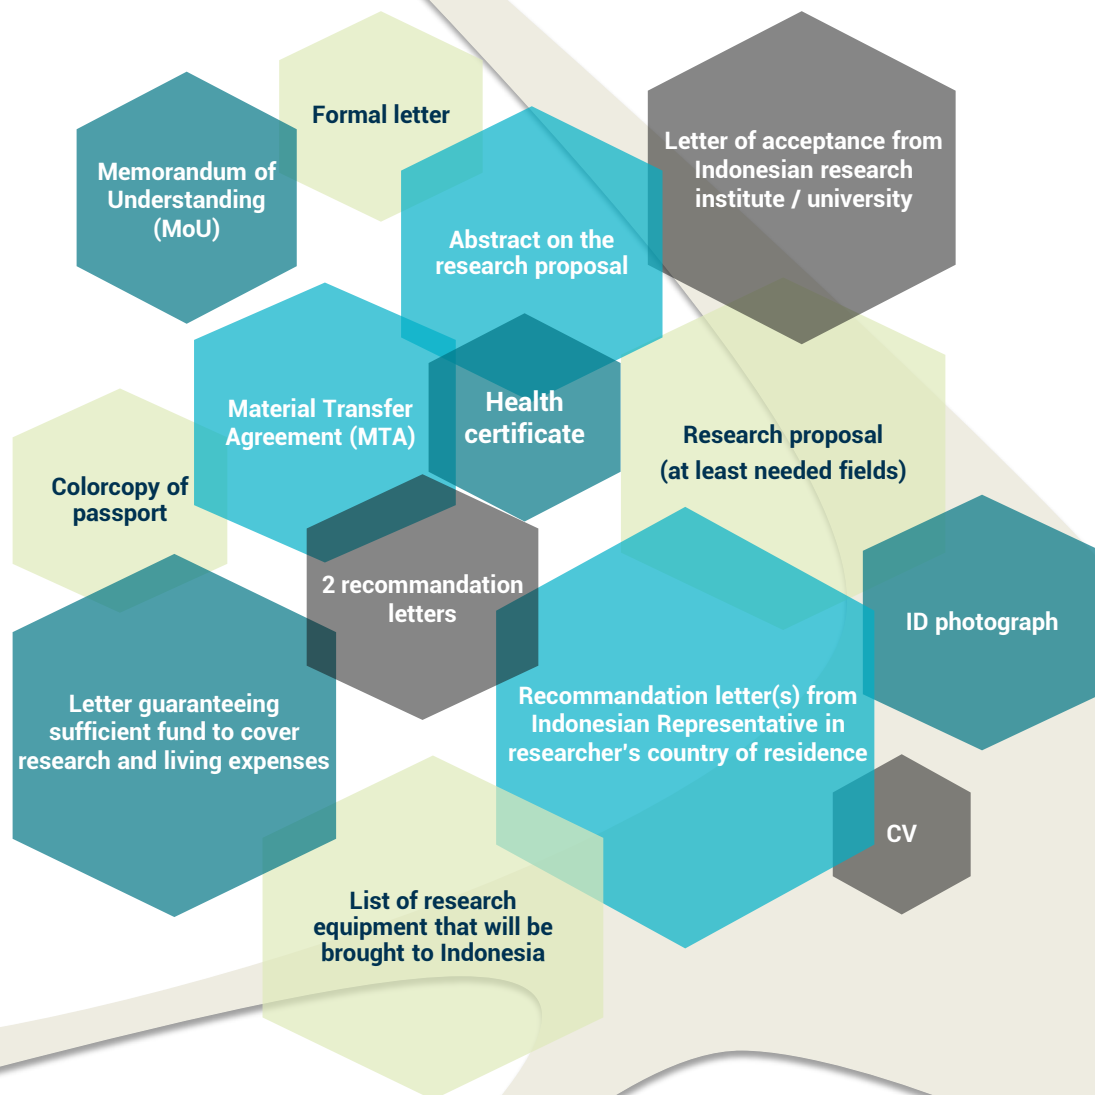 Formal letter
Memorandum of
Understanding
(MoU)
Letter of acceptance from
Indonesian research
institute / university
Abstract on the
research proposal
Material Transfer
Agreement (MTA)
Health
certificate
Research proposal
(at least needed fields)
Colorcopy of
passport
2 recommandation
letters
ID photograph
Letter guaranteeing
sufficient fund to cover
research and living expenses
Recommandation letter(s) from
Indonesian Representative in
researcher's country of residence
CV
List of research
equipment that will be
brought to Indonesia